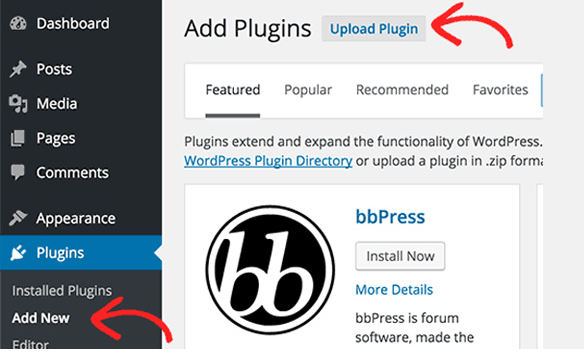 Dashboard
Posts
Media
Pages
Comments
Appearance
Plugins
Installed Plugins
Add New
Editor
Add Plugins Upload Plugin
Featured Popular Recommended Favorites
Plugins extend and expand the functionality of WordPress.
WordPress Plugin Directory or upload a plugin in .zip forma
bb
bbPress
Install Now
More Details
bbPress is forum
software, made the